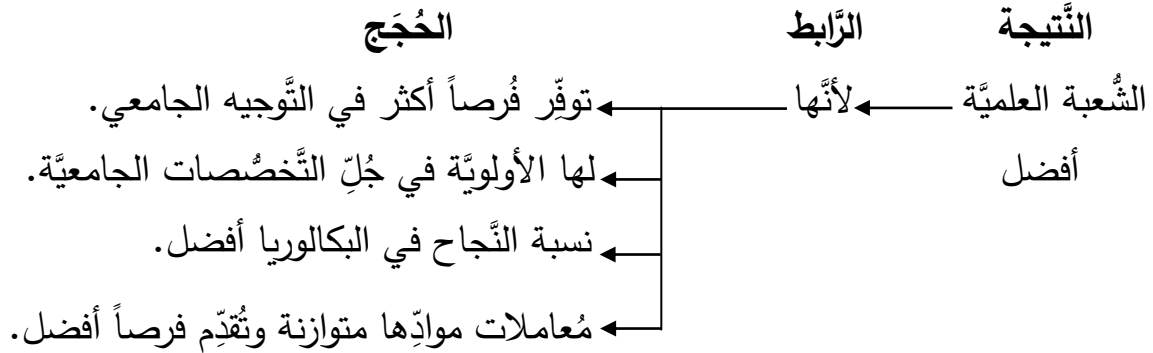 النَّتيجة الرَّابط الحُجَج
الشُّعبة العلميَّة لأنَّها توفِّر فُرصاً أكثر في التَّوجيه الجامعي.
أفضل لها الأولويَّة في جُلِّ التَّخصُّصات الجامعيَّة.
نسبة النَّجاح في البكالوريا أفضل.
مُعاملات موادِّها متوازنة وتُقدِّم فرصاً أفضل.